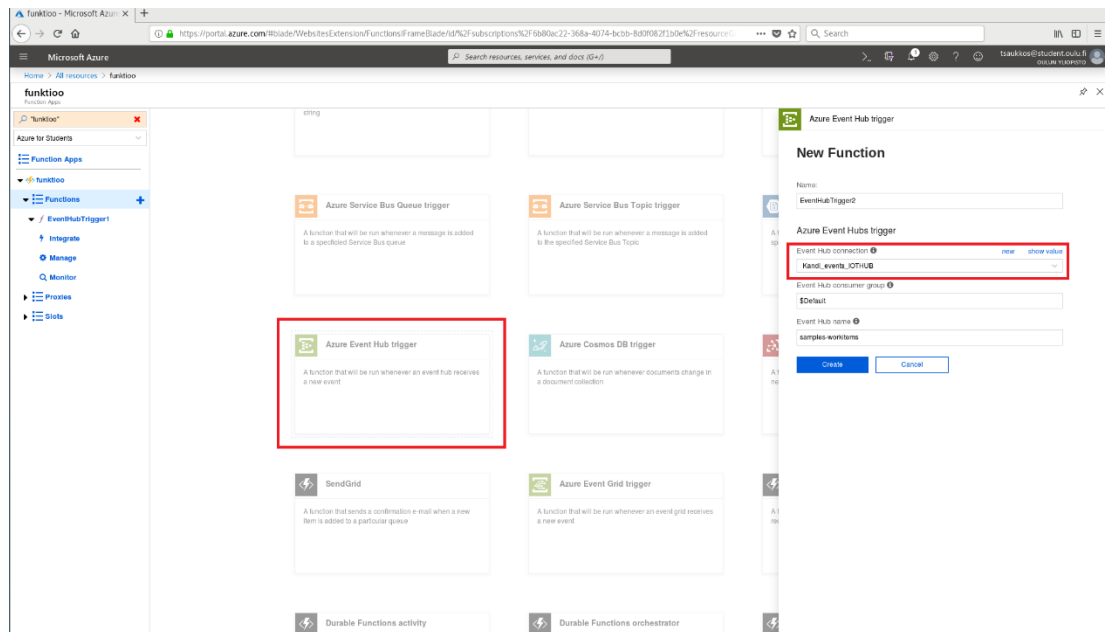 funktioo - Microsoft Azur
https://portal.azure.com/#blade/WebsitesExtension/FunctionsIFrameBlade/id/%2Fsubscriptions%2F6b80ac22-368a-4074-bcbb-8d0f082f1b0e%2Fresource
Search
Microsoft Azure
Search resources, services, and docs (G+/)
tsaukkos@student.oulu.fi
OULUN YLIOPISTO
Home > All resources > funktioo
funktioo
Function Apps
"funktioo"
Azure for Students
Function Apps
funktioo
Functions
EventHubTrigger1
Integrate
Manage
Monitor
Proxies
Slots
string
Azure Service Bus Queue trigger
A function that will be run whenever a message is added
to a specificied Service Bus queue
Azure Service Bus Topic trigger
A function that will be run whenever a message is added
to the specified Service Bus Topic
Azure Event Hub trigger
A function that will be run whenever an event hub receives
a new event
Azure Cosmos DB trigger
A function that will be run whenever documents change in
a document collection
SendGrid
A function that sends a confirmation e-mail when a new
item is added to a particular queue
Azure Event Grid trigger
A function that will be run whenever an event grid receives
a new event
Durable Functions activity
Durable Functions orchestrator
Azure Event Hub trigger
New Function
Name:
EventHubTrigger2
Azure Event Hubs trigger
Event Hub connection
new show value
Kandi_events_IOTHUB
Event Hub consumer group
$Default
Event Hub name
samples-workitems
Create Cancel